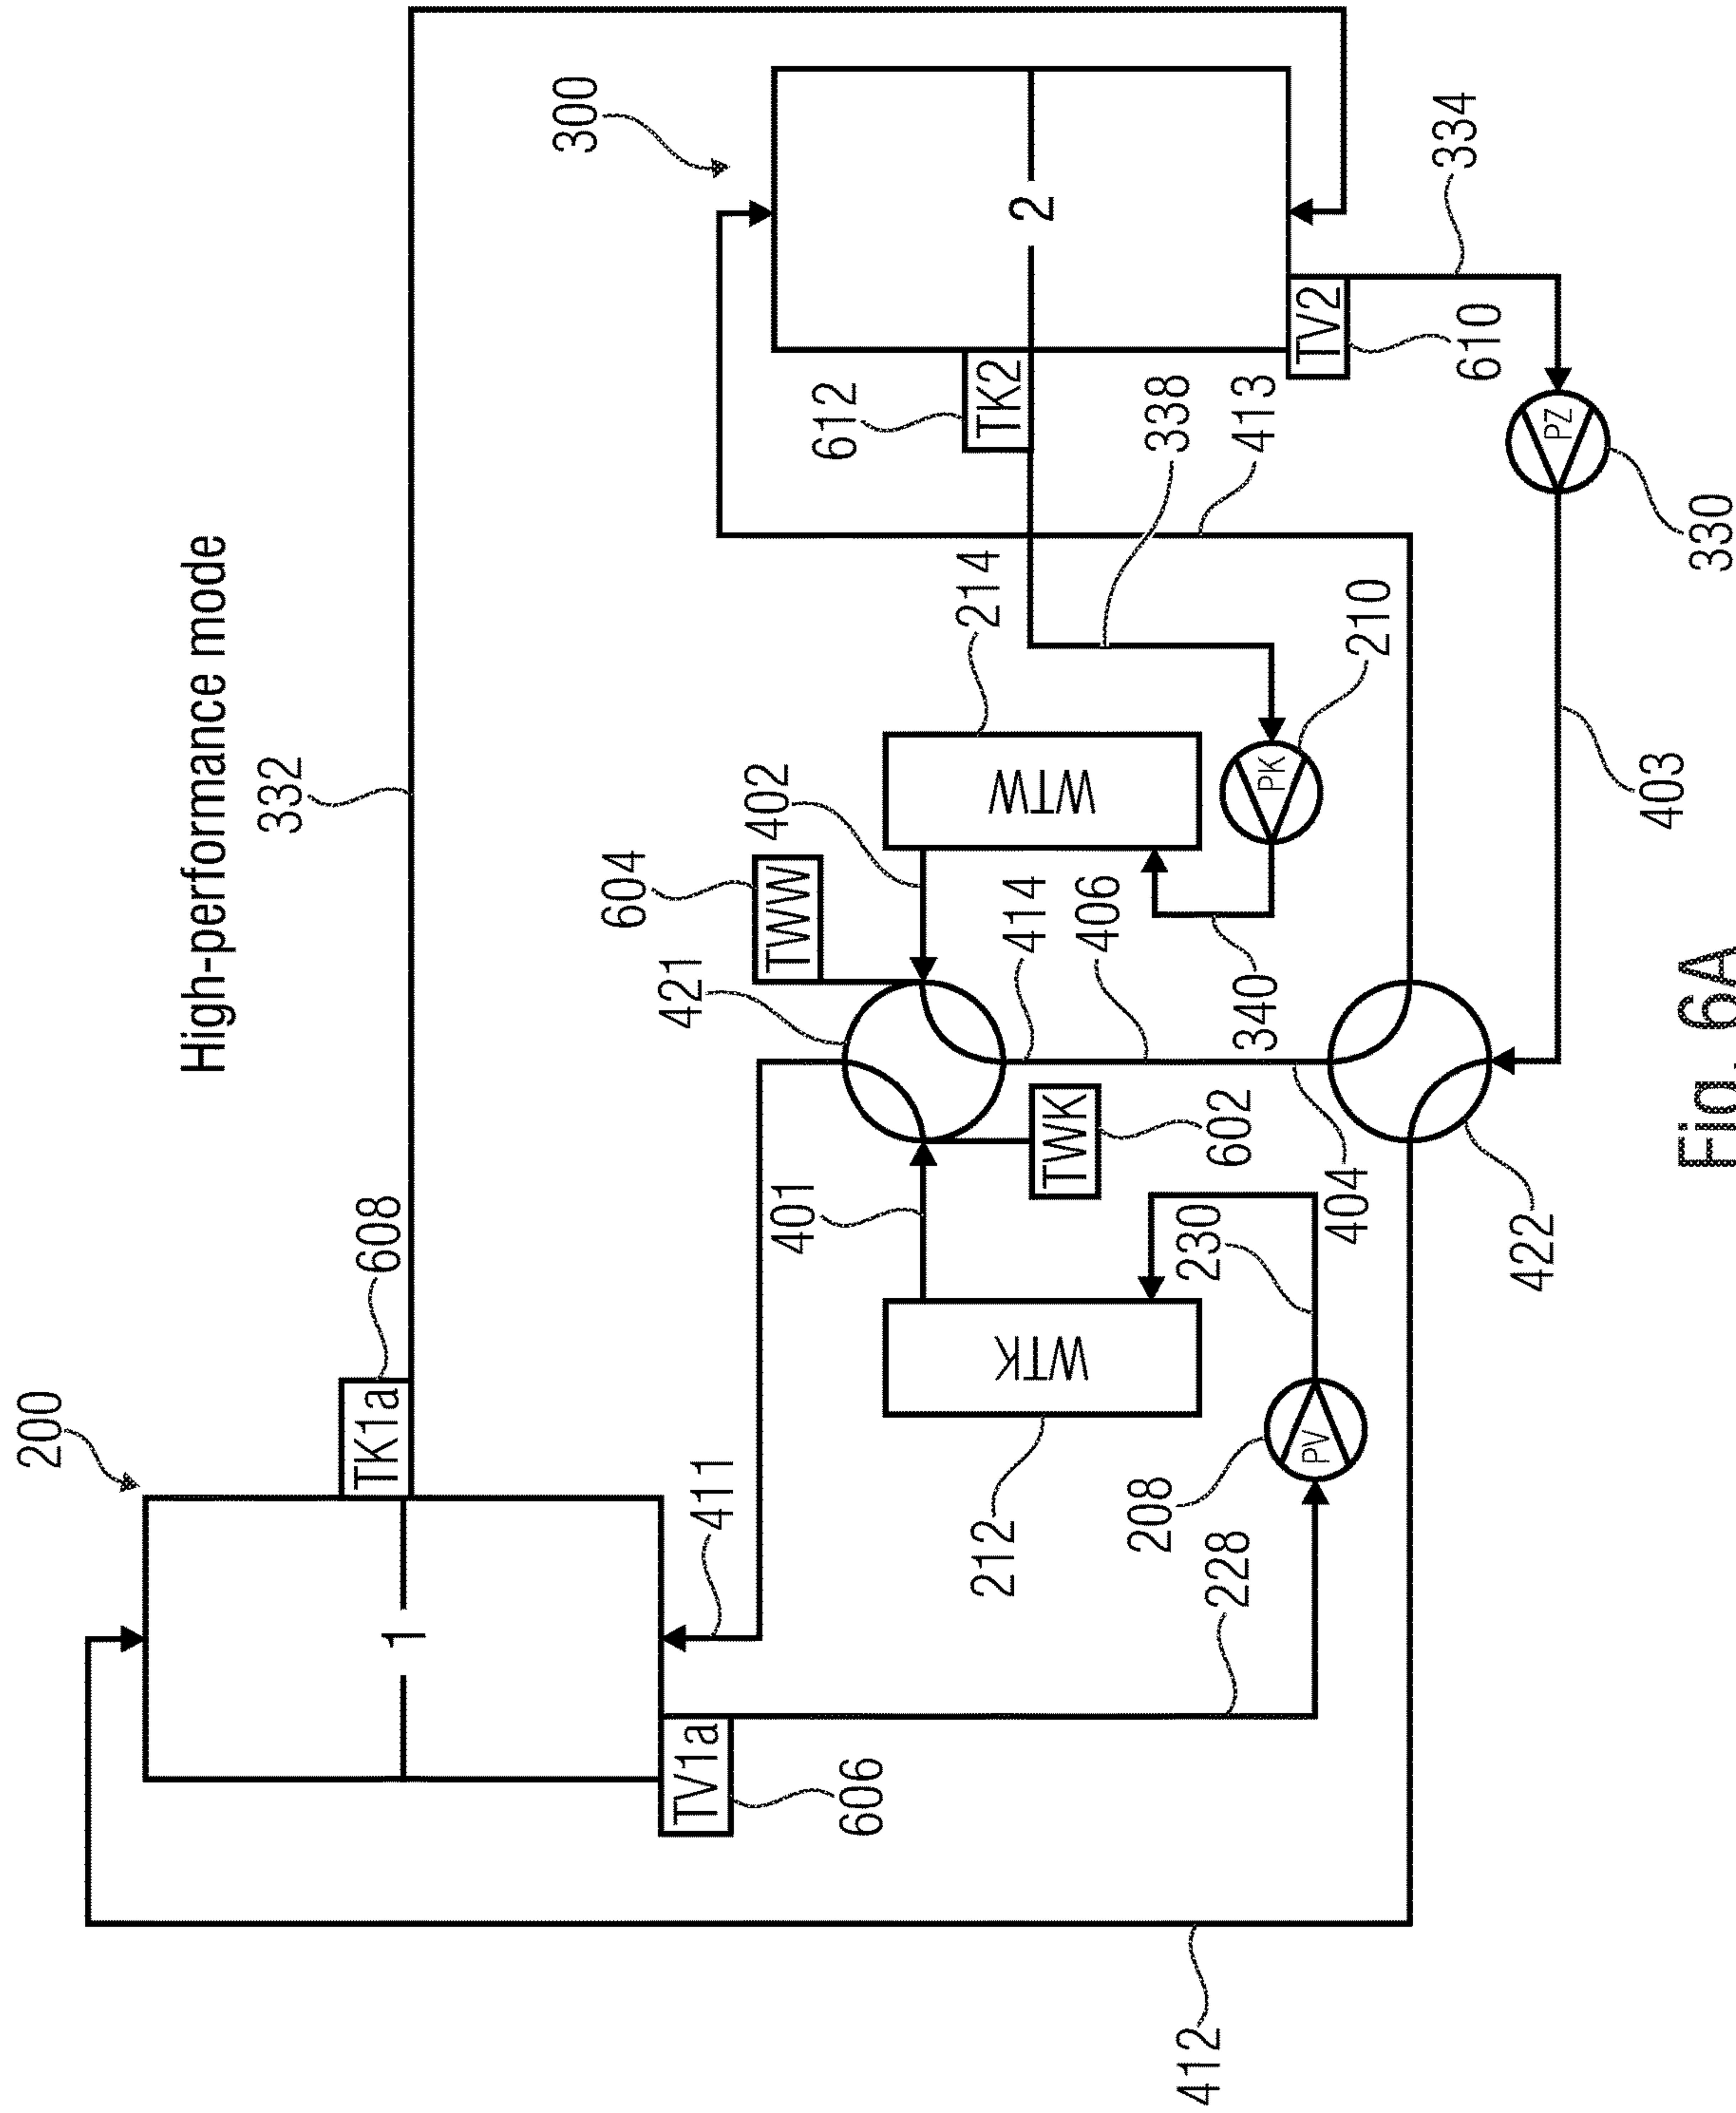 High-performance mode
200
332
300
TK1a
608
1
411
TV1a
606
412
228
208
PV
230
212
WTK
401
TWK
602
421
TWW
604
402
414
406
404
422
WTW
214
340
PK
210
338
413
TK2
612
2
TV2
610
334
PZ
330
403
Fig. 6A